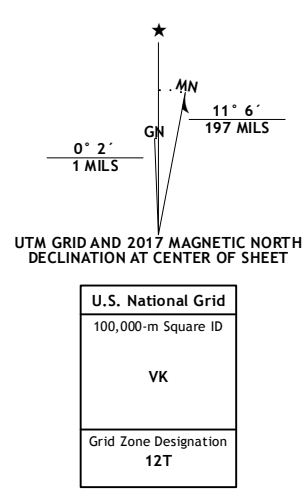 ★
MN
11° 6´
197 MILS
GN
0° 2´
1 MILS
UTM GRID AND 2017 MAGNETIC NORTH
DECLINATION AT CENTER OF SHEET
U.S. National Grid
100,000-m Square ID
VK
Grid Zone Designation
12T